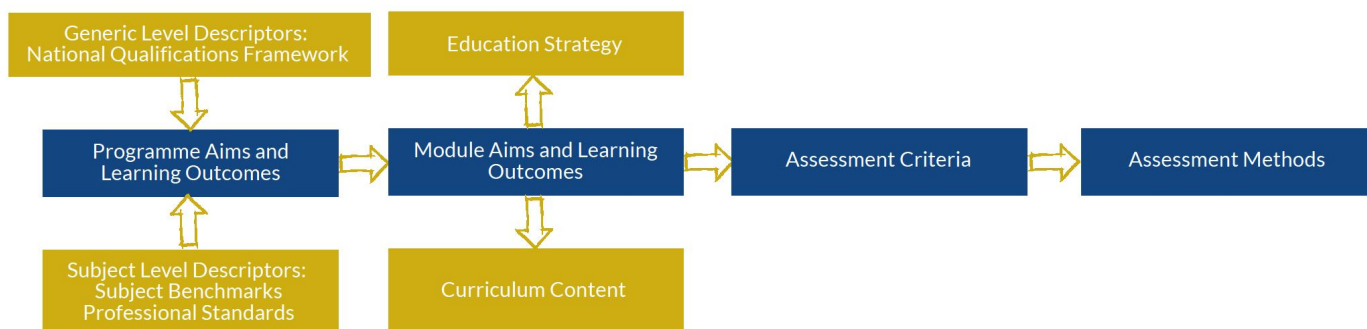 Generic Level Descriptors:
National Qualifications Framework
Education Strategy
Programme Aims and
Learning Outcomes
Module Aims and Learning
Outcomes
Assessment Criteria
Assessment Methods
Subject Level Descriptors:
Subject Benchmarks
Professional Standards
Curriculum Content